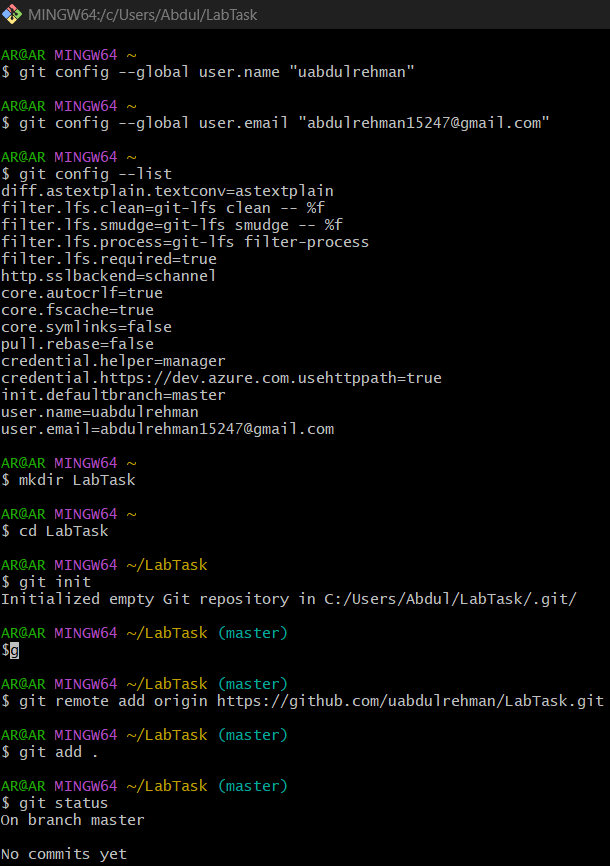 MINGW64:/c/Users/Abdul/LabTask
AR@AR MINGW64 ~
$ git config --global user.name "uabdulrehman"
AR@AR MINGW64 ~
$ git config --global user.email "abdulrehman15247@gmail.com"
AR@AR MINGW64 ~
$ git config --list
diff.astextplain.textconv=astextplain
filter.lfs.clean=git-lfs clean -- %f
filter.lfs.smudge=git-lfs smudge -- %f
filter.lfs.process=git-lfs filter-process
filter.lfs.required=true
http.sslbackend=schannel
core.autocrlf=true
core.fscache=true
core.symlinks=false
pull.rebase=false
credential.helper=manager
credential.https://dev.azure.com.usehttppath=true
init.defaultbranch=master
user.name=uabdulrehman
user.email=abdulrehman15247@gmail.com
AR@AR MINGW64 ~
$ mkdir LabTask
AR@AR MINGW64 ~
$ cd LabTask
AR@AR MINGW64 ~/LabTask
$ git init
Initialized empty Git repository in C:/Users/Abdul/LabTask/.git/
AR@AR MINGW64 ~/LabTask (master)
$g
AR@AR MINGW64 ~/LabTask (master)
$ git remote add origin https://github.com/uabdulrehman/LabTask.git
AR@AR MINGW64 ~/LabTask (master)
$ git add .
AR@AR MINGW64 ~/LabTask (master)
$ git status
On branch master
No commits yet